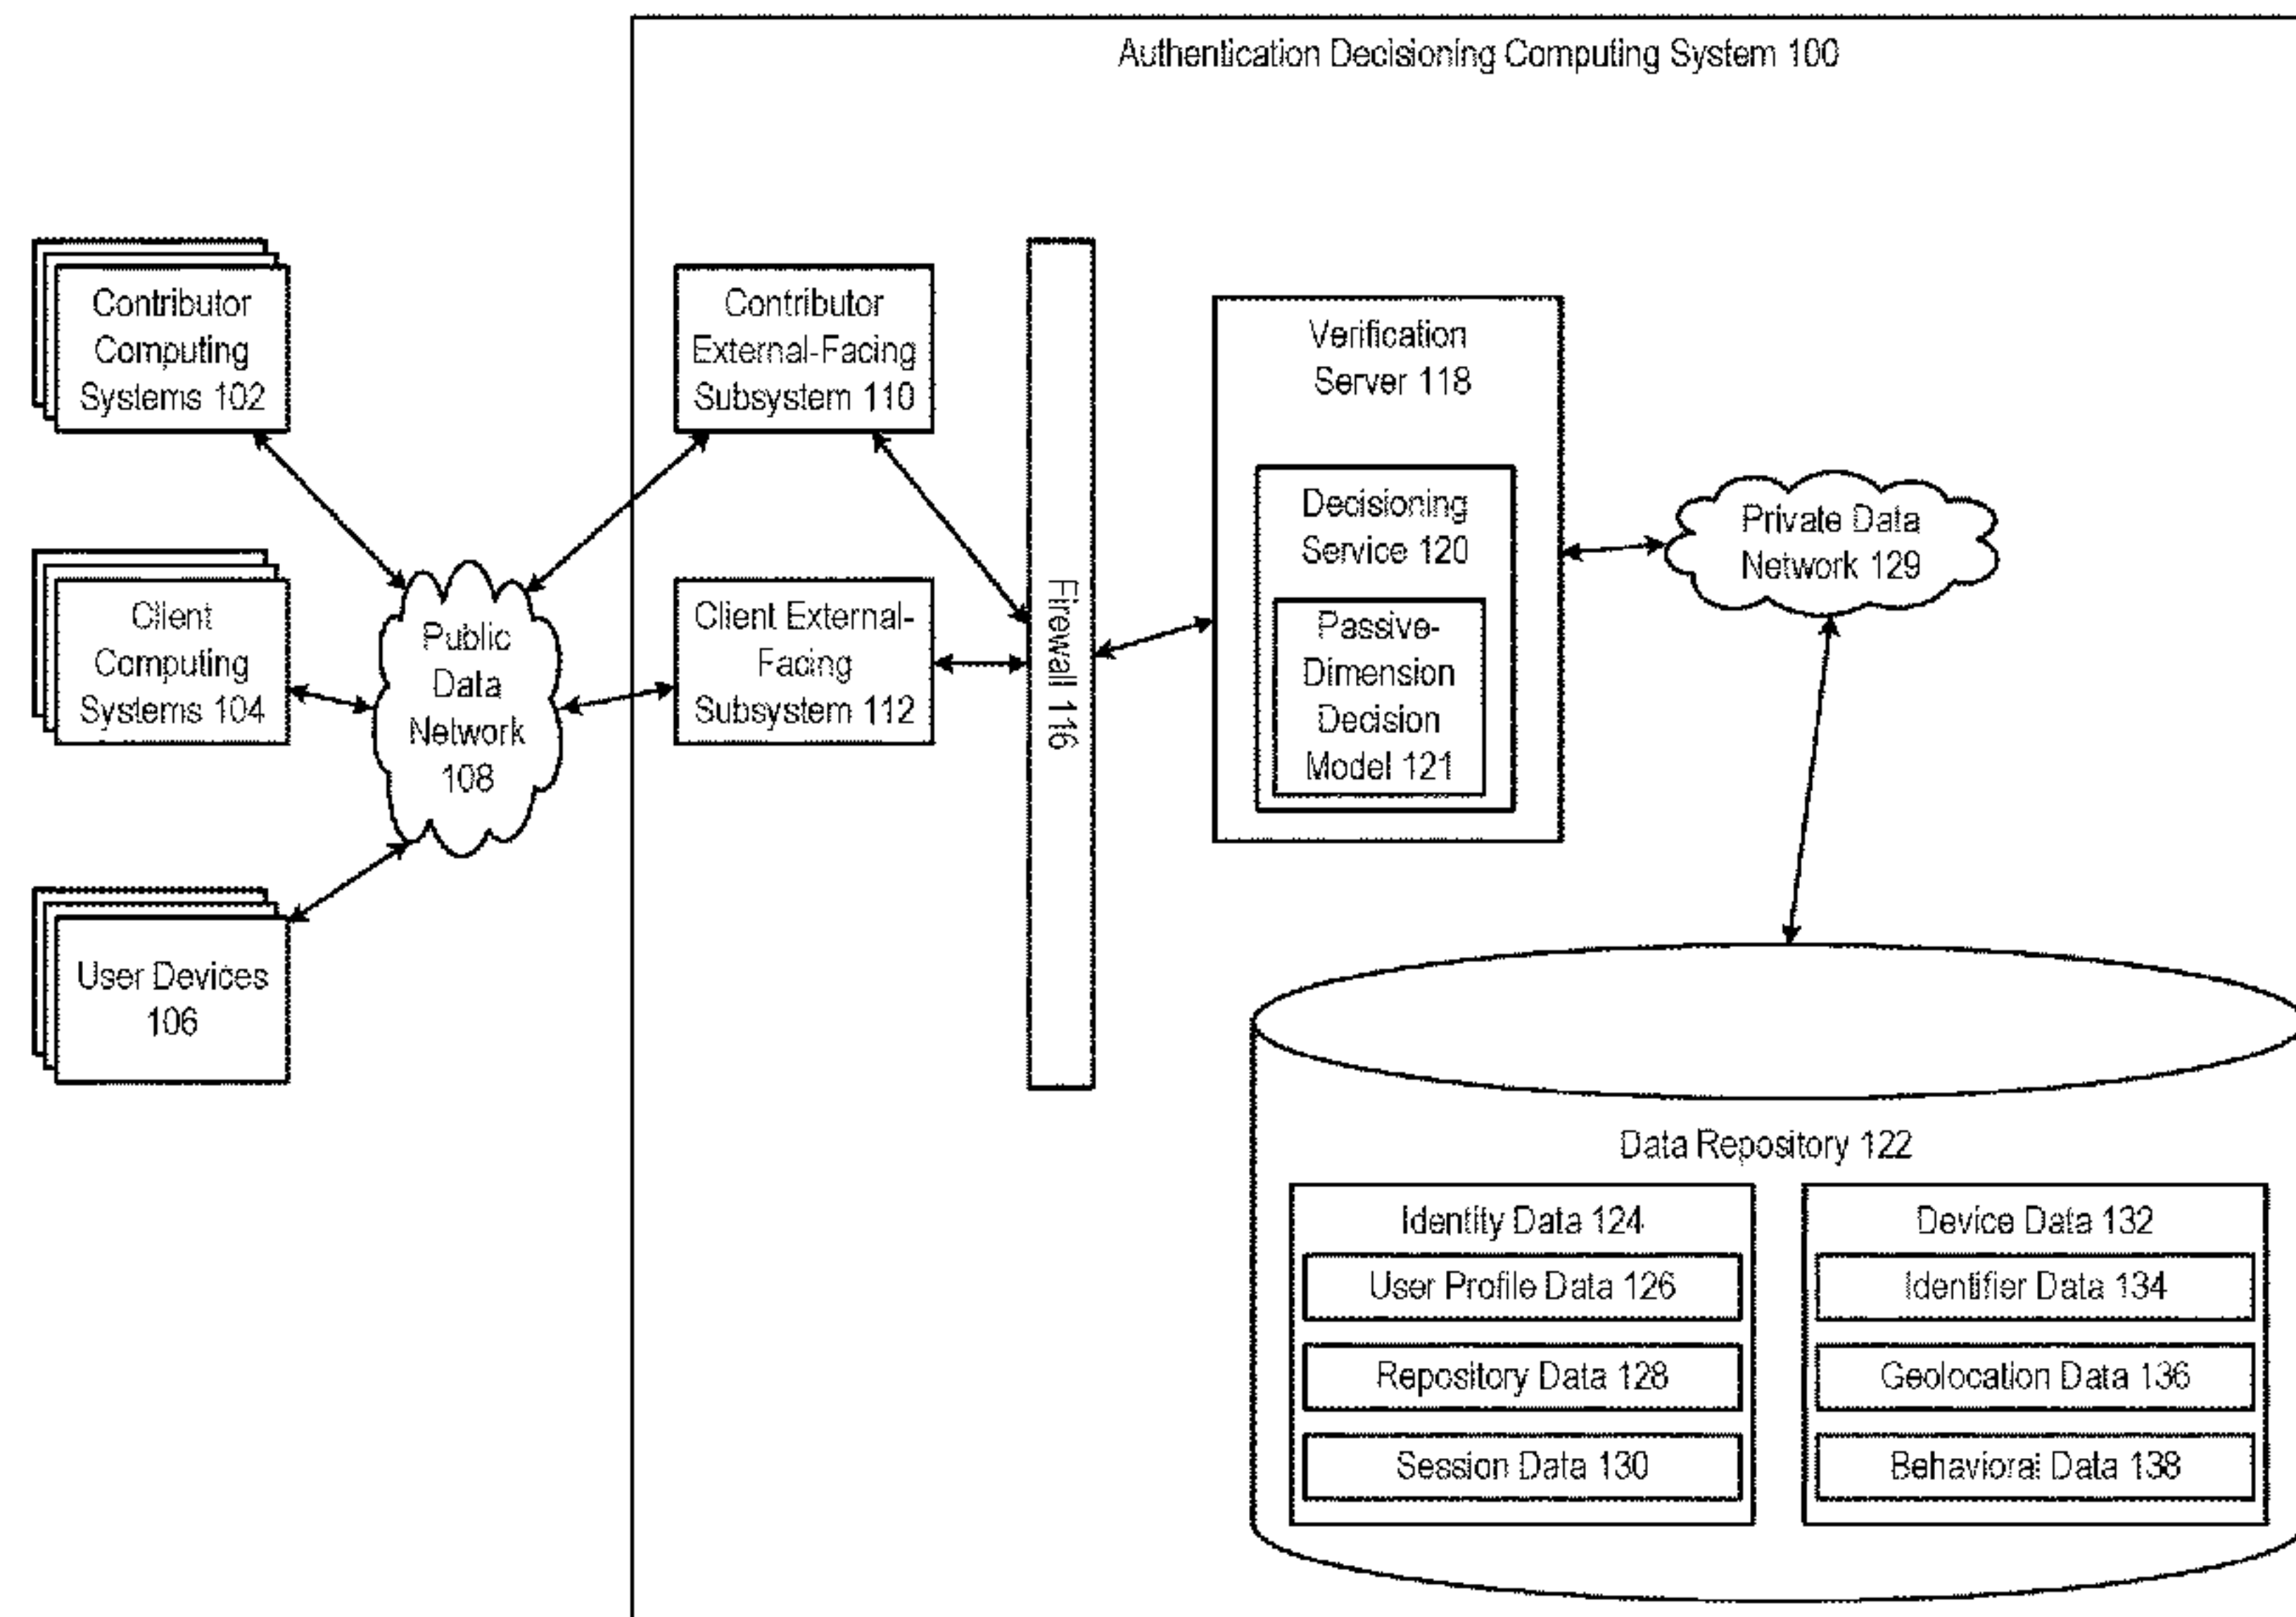 Authentication Decisioning Computing System 100
Contributor
Computing
Systems 102
Client
Computing
Systems 104
User Devices
106
Public
Data
Network
108
Contributor
External-Facing
Subsystem 110
Client External-
Facing
Subsystem 112
Firewall 116
Verification
Server 118
Decisioning
Service 120
Passive-
Dimension
Decision
Model 121
Private Data
Network 129
Data Repository 122
Identity Data 124
User Profile Data 126
Repository Data 128
Session Data 130
Device Data 132
Identifier Data 134
Geolocation Data 136
Behavioral Data 138